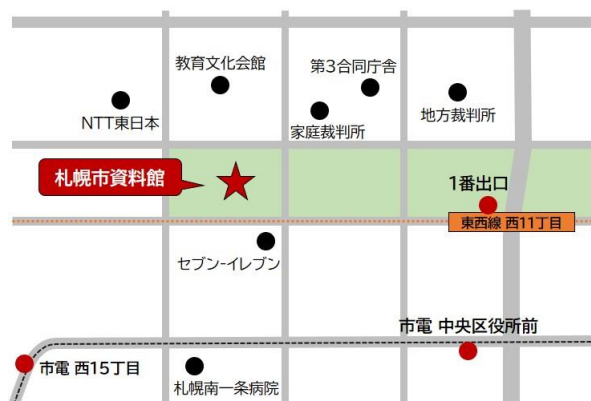 教育文化会館
第3合同庁舎
NTT東日本
家庭裁判所
地方裁判所
札幌市資料館
1番出口
東西線 西11丁目
セブン-イレブン
市電 中央区役所前
市電 西15丁目
札幌南一条病院